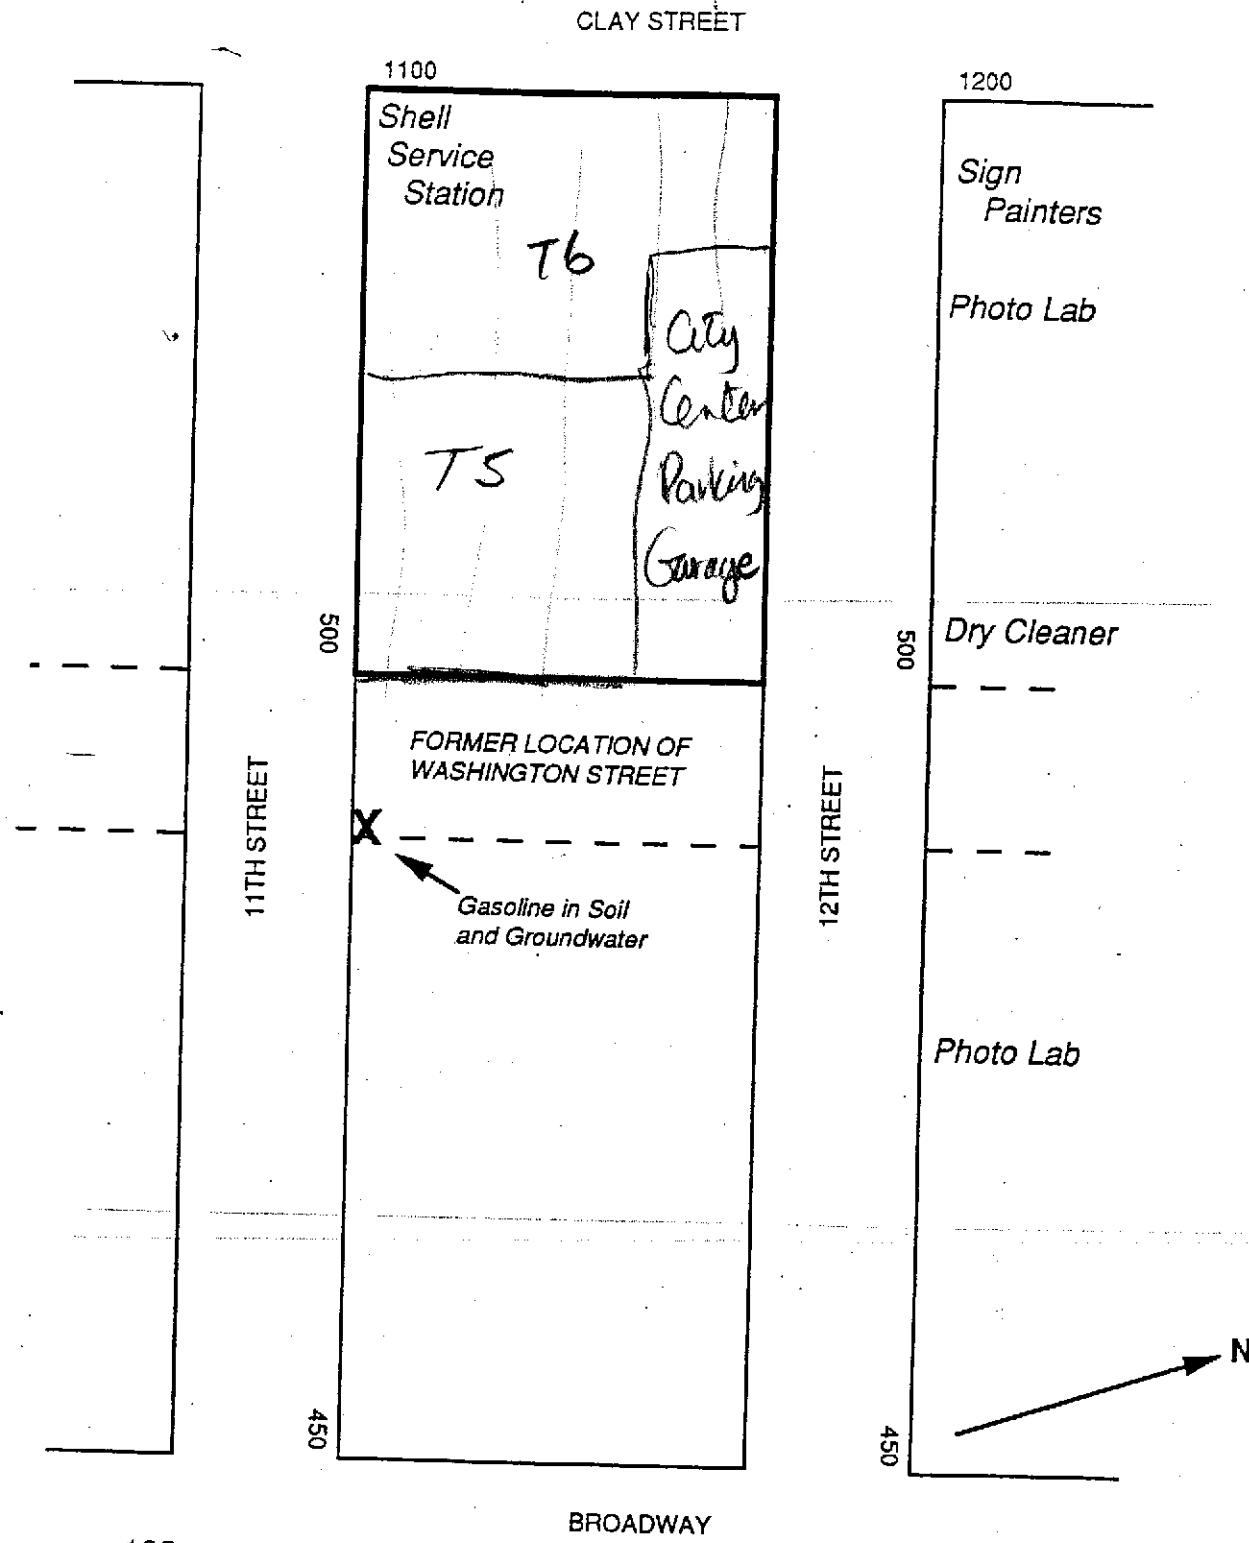 CLAY STREET
1100
1200
Shell
Service
Station
Sign
Painters
T6
Photo Lab
City
Center
Parking
Garage
T5
500
500
Dry Cleaner
FORMER LOCATION OF
WASHINGTON STREET
11TH STREET
12TH STREET
X
Gasoline in Soil
and Groundwater
Photo Lab
N
450
450
BROADWAY